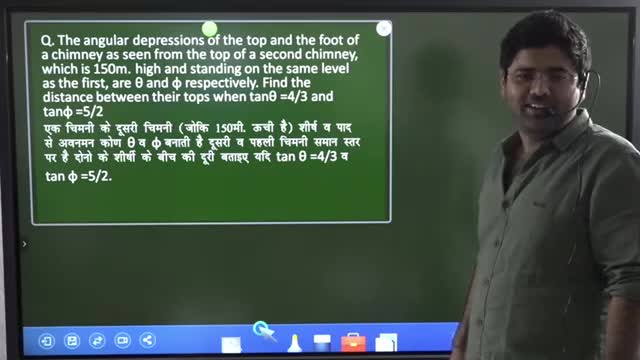 Q. The angular depressions of the top and the foot of
a chimney as seen from the top of a second chimney,
which is 150m. high and standing on the same level
as the first, are θ and ф respectively. Find the
distance between their tops when tanθ =4/3 and
tanф =5/2
एक चिमनी के दूसरी चिमनी (जोकि 150मी. ऊची है) शीर्ष व पाद
से अवनमन कोण θ व ф बनाती है दूसरी व पहली चिमनी समान स्तर
पर है दोनो के शीर्षी के बीच की दूरी बताइए यदि tan θ =4/3 व
tan ф =5/2.